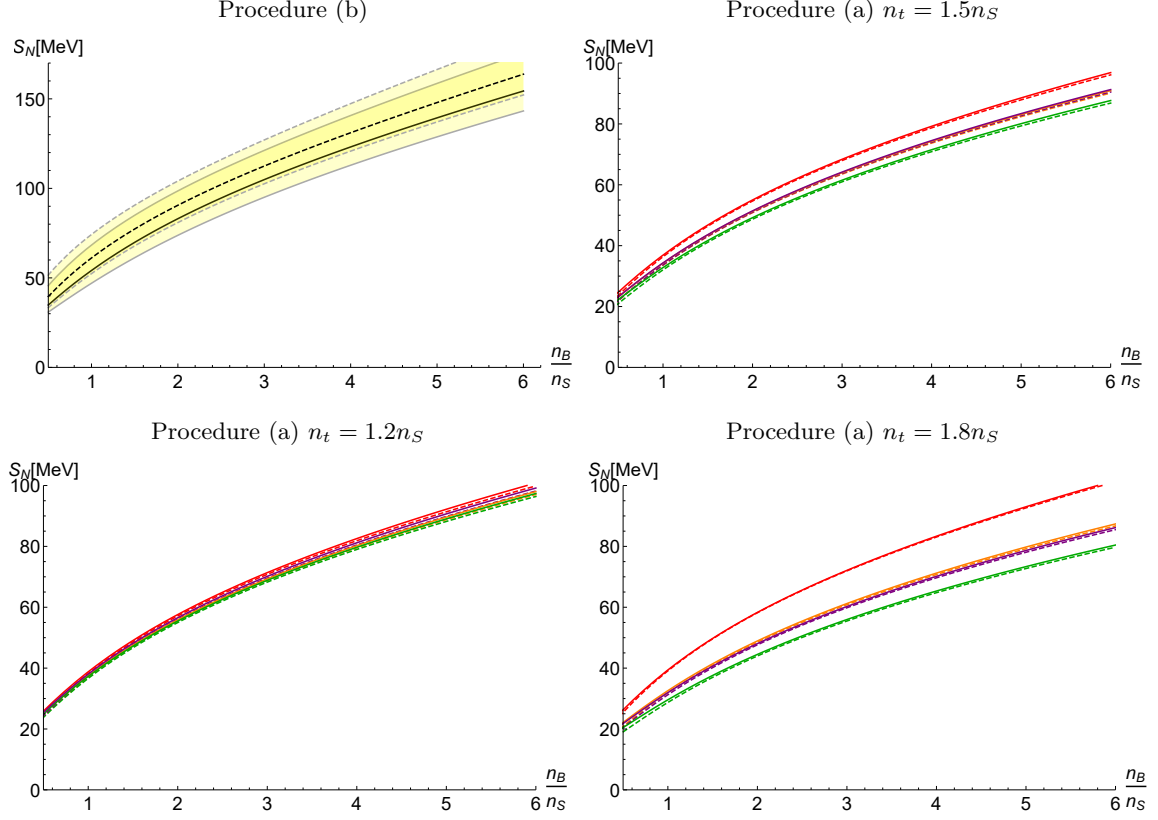 Procedure (b)
S_N[MeV]
150
100
50
0
1 2 3 4 5 6
n_B
n_S
Procedure (a) n_t = 1.5n_S
S_N[MeV]
100
80
60
40
20
0
1 2 3 4 5 6
n_B
n_S
Procedure (a) n_t = 1.2n_S
S_N[MeV]
100
80
60
40
20
0
1 2 3 4 5 6
n_B
n_S
Procedure (a) n_t = 1.8n_S
S_N[MeV]
100
80
60
40
20
0
1 2 3 4 5 6
n_B
n_S